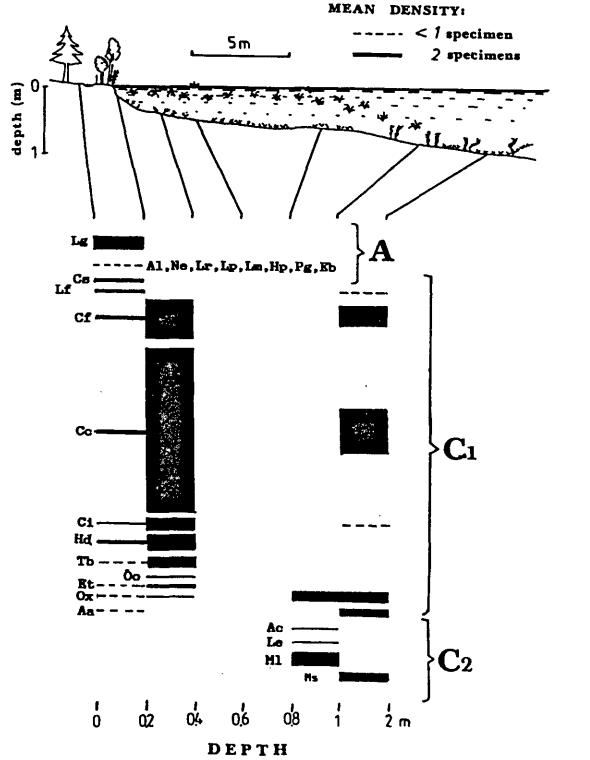 MEAN DENSITY:
< 1 specimen
2 specimens
5m
depth (m)
0
1
Lg
A
Al,Ne,Lr,Lp,Lm,Hp,Pg,Eb
Cs
Lf
Cf
Cc
C1
Ci
Hd
Tb
Oo
Et
Ox
Aa
Ac
Le
Ml
C2
Ms
0 0,2 0,4 0,6 0,8 1 2 m
DEPTH